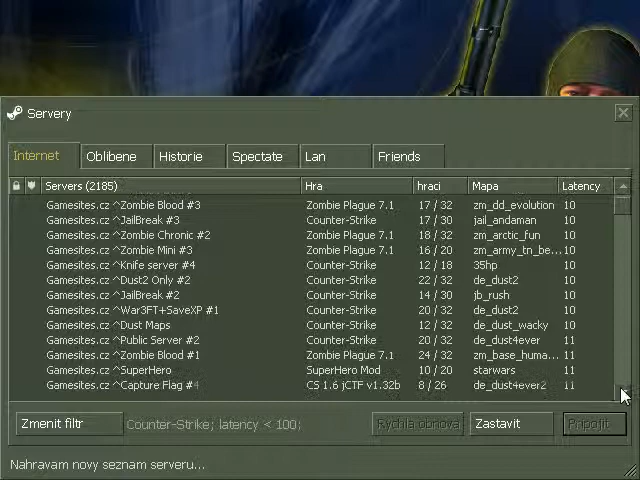 Servery
Internet Oblibene Historie Spectate Lan Friends
Servers (2185) Hra hraci Mapa Latency
Gamesites.cz ^Zombie Blood #3 Zombie Plague 7.1 17 / 32 zm_dd_evolution 10
Gamesites.cz ^JailBreak #3 Counter-Strike 17 / 30 jail_andaman 10
Gamesites.cz ^Zombie Chronic #2 Zombie Plague 7.1 18 / 32 zm_arctic_fun 10
Gamesites.cz ^Zombie Mini #3 Zombie Plague 7.1 16 / 20 zm_army_tn_be... 10
Gamesites.cz ^Knife server #4 Counter-Strike 12 / 18 35hp 10
Gamesites.cz ^Dust2 Only #2 Counter-Strike 22 / 32 de_dust2 10
Gamesites.cz ^JailBreak #2 Counter-Strike 14 / 30 jb_rush 10
Gamesites.cz ^War3FT+SaveXP #1 Counter-Strike 20 / 32 de_dust2 10
Gamesites.cz ^Dust Maps Counter-Strike 12 / 32 de_dust_wacky 10
Gamesites.cz ^Public Server #2 Counter-Strike 20 / 32 de_dust4ever 11
Gamesites.cz ^Zombie Blood #1 Zombie Plague 7.1 24 / 32 zm_base_huma... 11
Gamesites.cz ^SuperHero SuperHero Mod 10 / 20 starwars 11
Gamesites.cz ^Capture Flag #4 CS 1.6 jCTF v1.32b 8 / 26 de_dust4ever2 11
Zmenit filtr Counter-Strike; latency < 100; Rychla obnova Zastavit Pripojit
Nahravam novy seznam serveru...